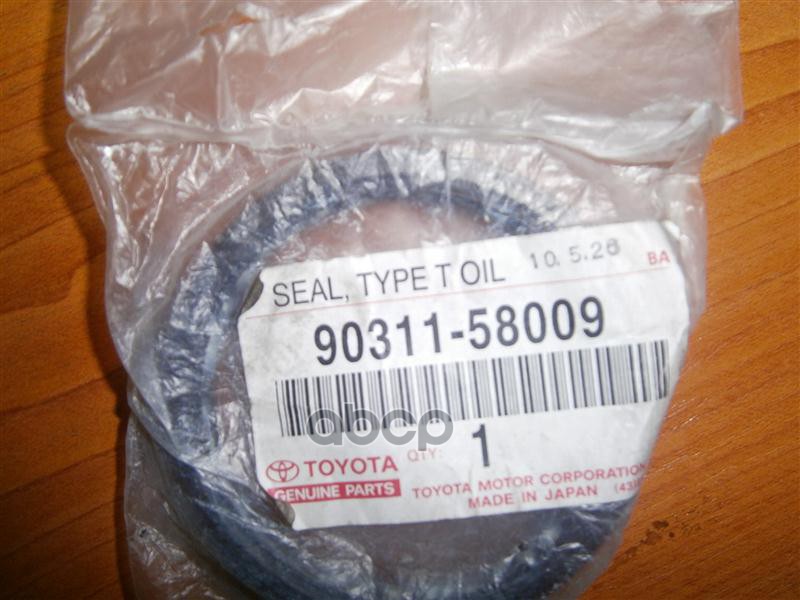 SEAL, TYPE T OIL 10.5.26 BA
90311-58009
abcp
TOYOTA QTY: 1
GENUINE PARTS TOYOTA MOTOR CORPORATION
MADE IN JAPAN